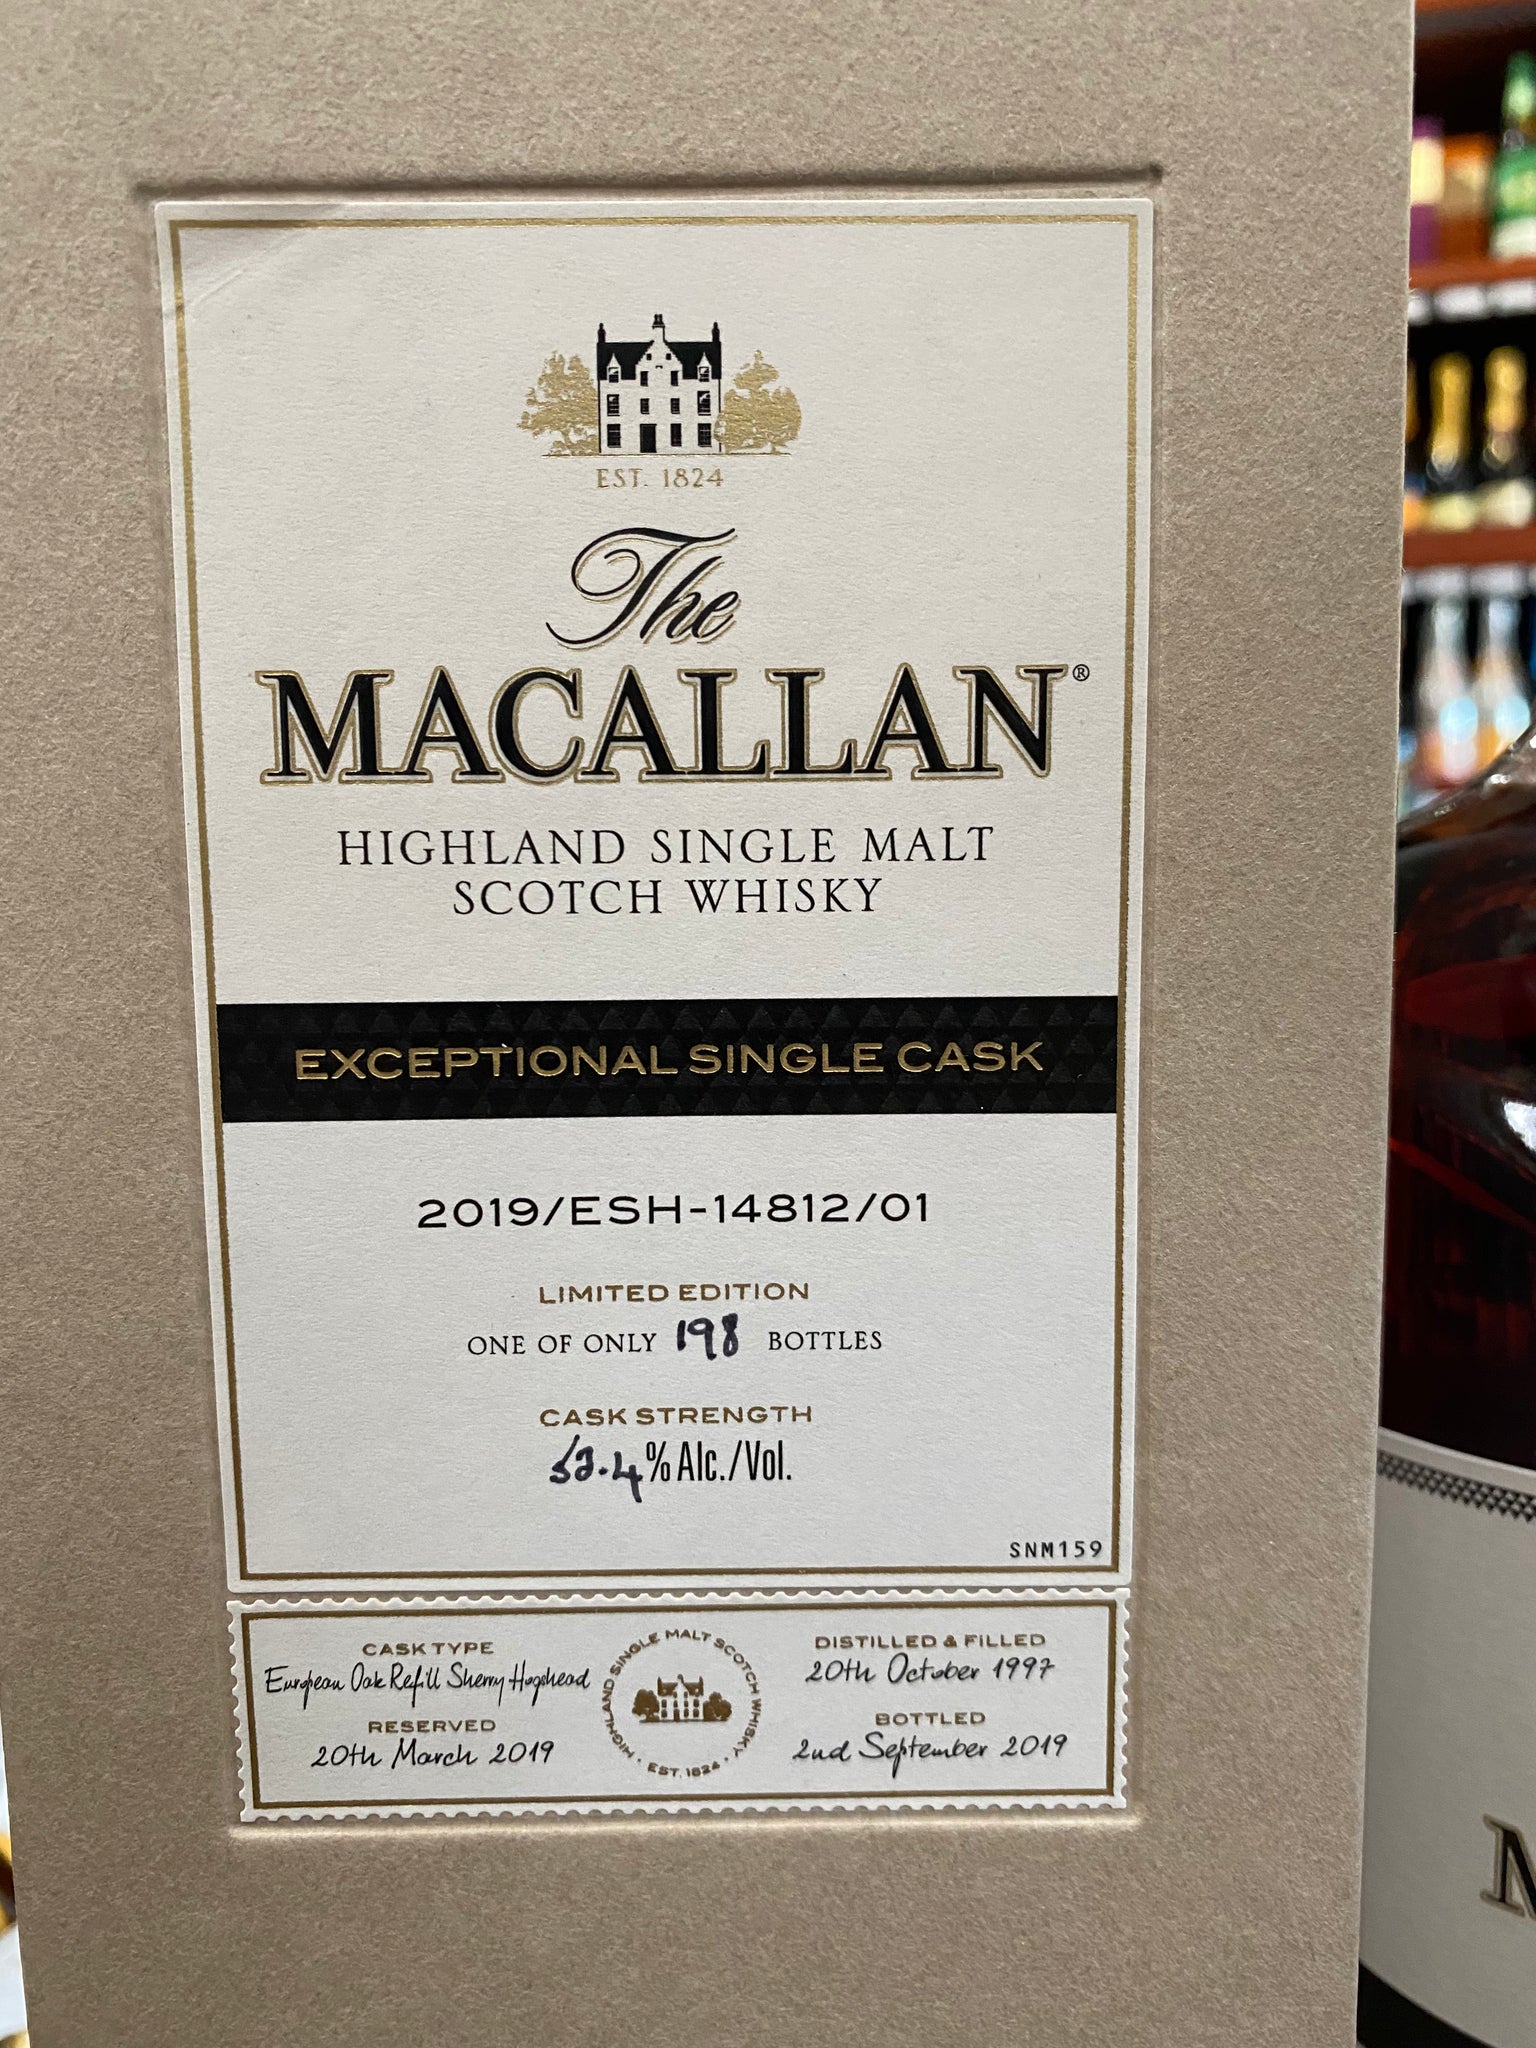 EST. 1824
The
MACALLAN®
HIGHLAND SINGLE MALT
SCOTCH WHISKY
EXCEPTIONAL SINGLE CASK
2019/ESH-14812/01
LIMITED EDITION
ONE OF ONLY 198 BOTTLES
CASK STRENGTH
% Alc./Vol.
SNM159
CASK TYPE
European Oak Refill Sherry Hogshead
RESERVED
20th March 2019
HIGHLAND SINGLE MALT SCOTCH WHISKY
· EST. 1824 ·
DISTILLED & FILLED
20th October 1997
BOTTLED
2nd September 2019
M